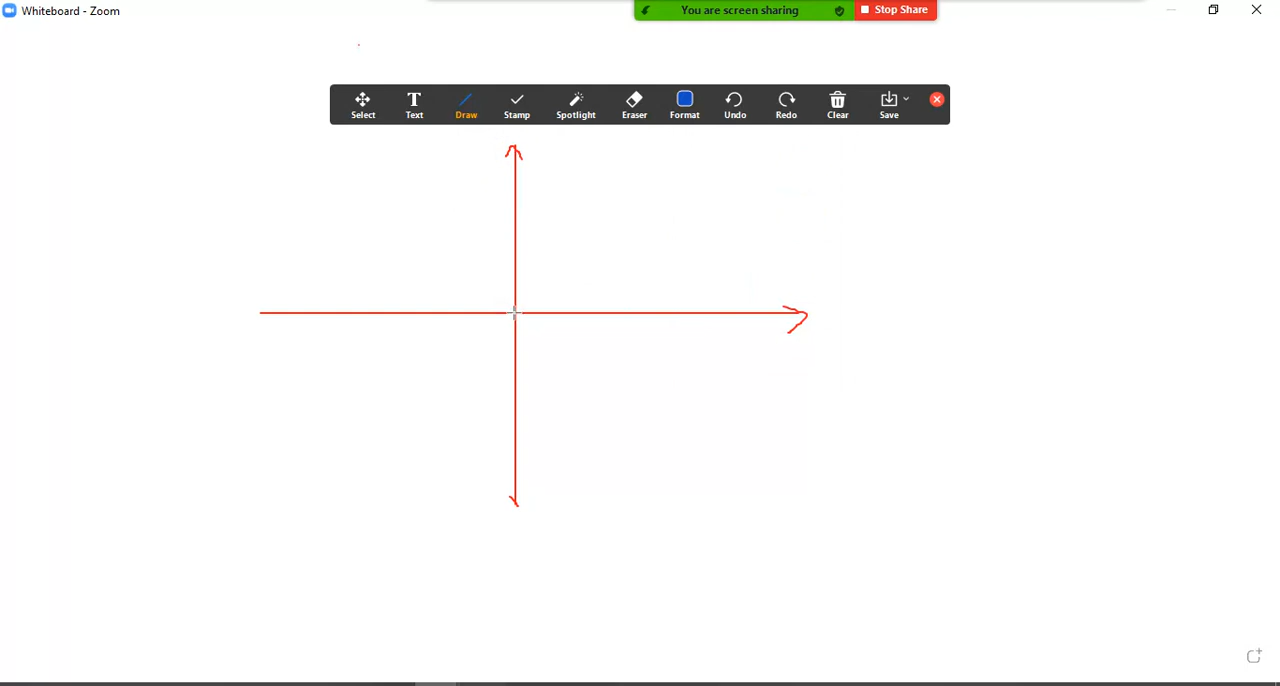 Whiteboard - Zoom
You are screen sharing
Stop Share
Select
Text
Draw
Stamp
Spotlight
Eraser
Format
Undo
Redo
Clear
Save